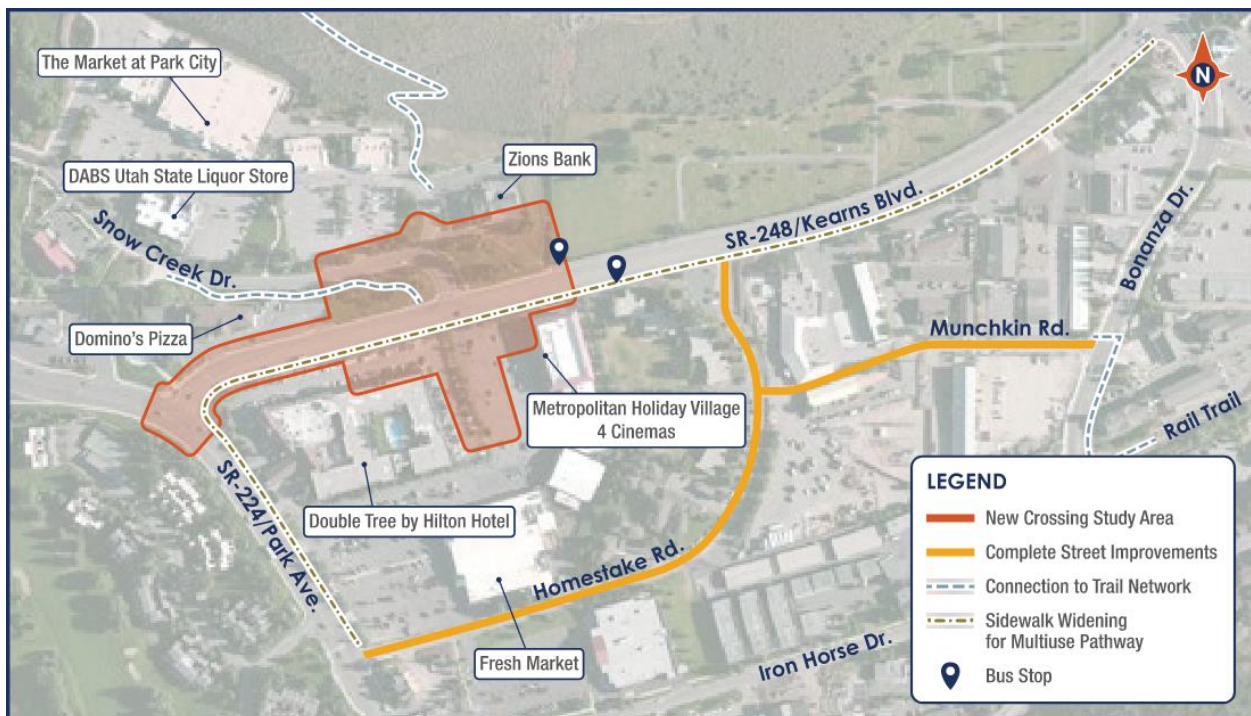 The Market at Park City
N
DABS Utah State Liquor Store
Zions Bank
Snow Creek Dr.
SR-248/Kearns Blvd.
Bonanza Dr.
Domino's Pizza
Munchkin Rd.
Metropolitan Holiday Village
4 Cinemas
Rail Trail
SR-224/Park Ave.
Double Tree by Hilton Hotel
Homestake Rd.
Fresh Market
Iron Horse Dr.
LEGEND
New Crossing Study Area
Complete Street Improvements
Connection to Trail Network
Sidewalk Widening
for Multiuse Pathway
Bus Stop